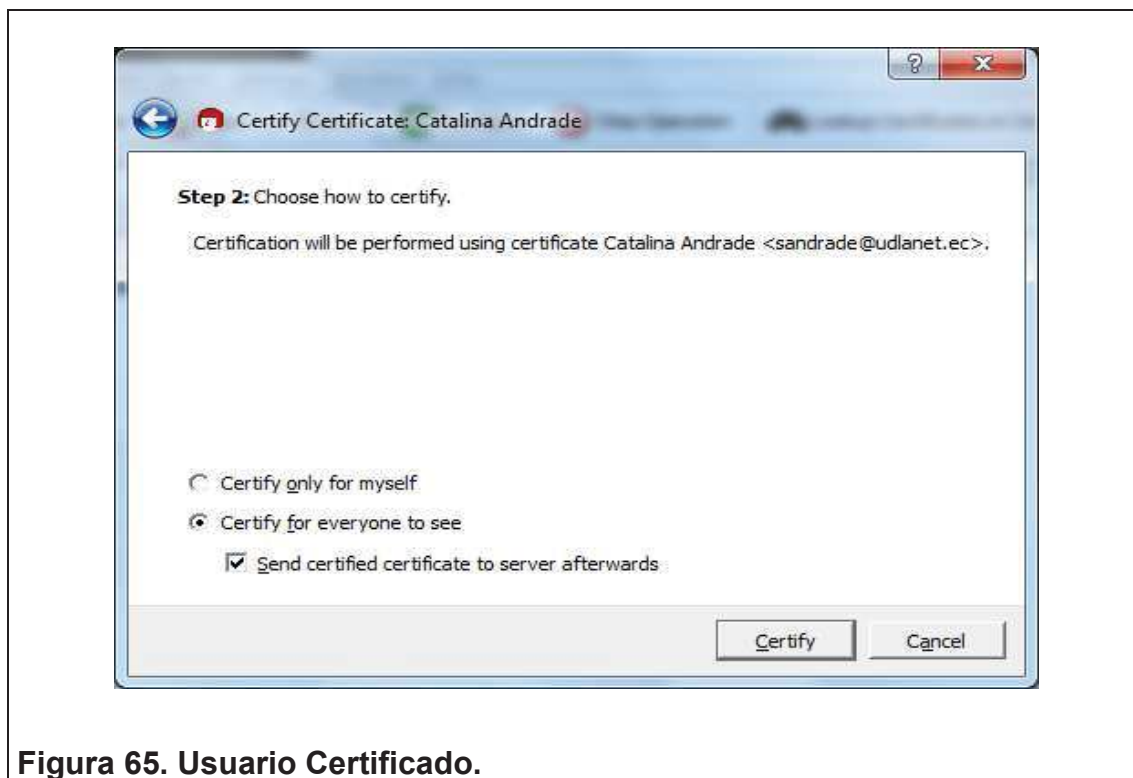 ?
Certify Certificate: Catalina Andrade
Step 2: Choose how to certify.
Certification will be performed using certificate Catalina Andrade <sandrade@udlanet.ec>.
Certify only for myself
Certify for everyone to see
Send certified certificate to server afterwards
Certify Cancel
Figura 65. Usuario Certificado.